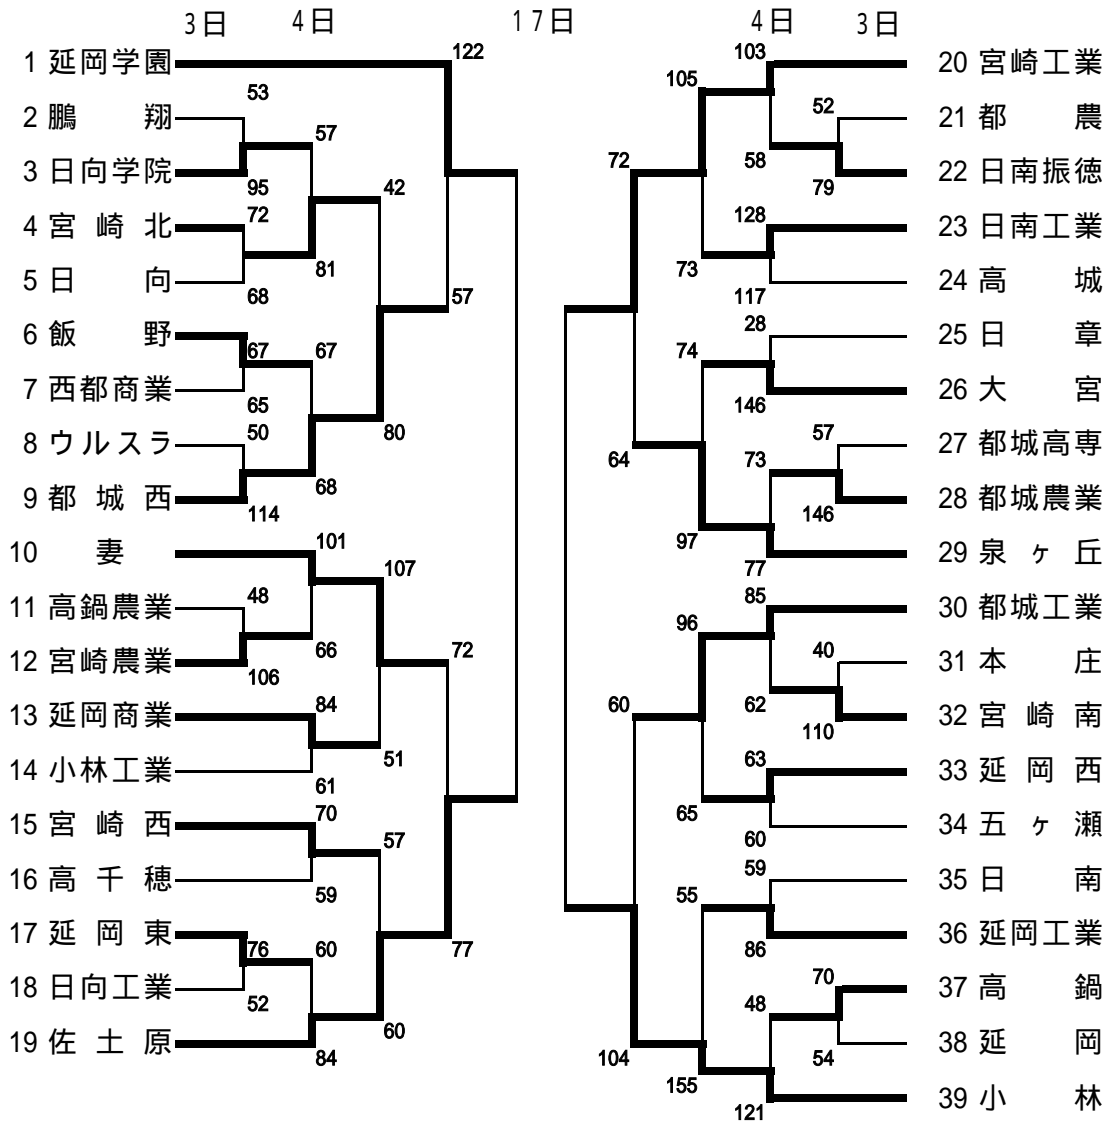 3日 4日 17日 4日 3日
122 103
1 延岡学園 20 宮崎工業
105
53 52
2 鵬翔 21 都農
57
72 58
3 日向学院 22 日南振徳
95 42 79
72 128
4 宮崎北 23 日南工業
81 73
5 日向 24 高城
68 57 117
28
6 飯野 25 日章
67 67 74
7 西都商業 26 大宮
65 146
50 80 57
8 ウルスラ 27 都城高専
64 73
68
9 都城西 28 都城農業
114 146
101 97
10 妻 29 泉ヶ丘
107 77
48 85
11 高鍋農業 30 都城工業
96
66 72 40
12 宮崎農業 31 本庄
106
84 60 62
13 延岡商業 32 宮崎南
110
51 63
14 小林工業 33 延岡西
61
70 65
15 宮崎西 34 五ヶ瀬
57 60
59
16 高千穂 35 日南
59 55
17 延岡東 36 延岡工業
76 60 77 86
70
18 日向工業 37 高鍋
52 48
60
19 佐土原 38 延岡
84 104 54
155
39 小林
121